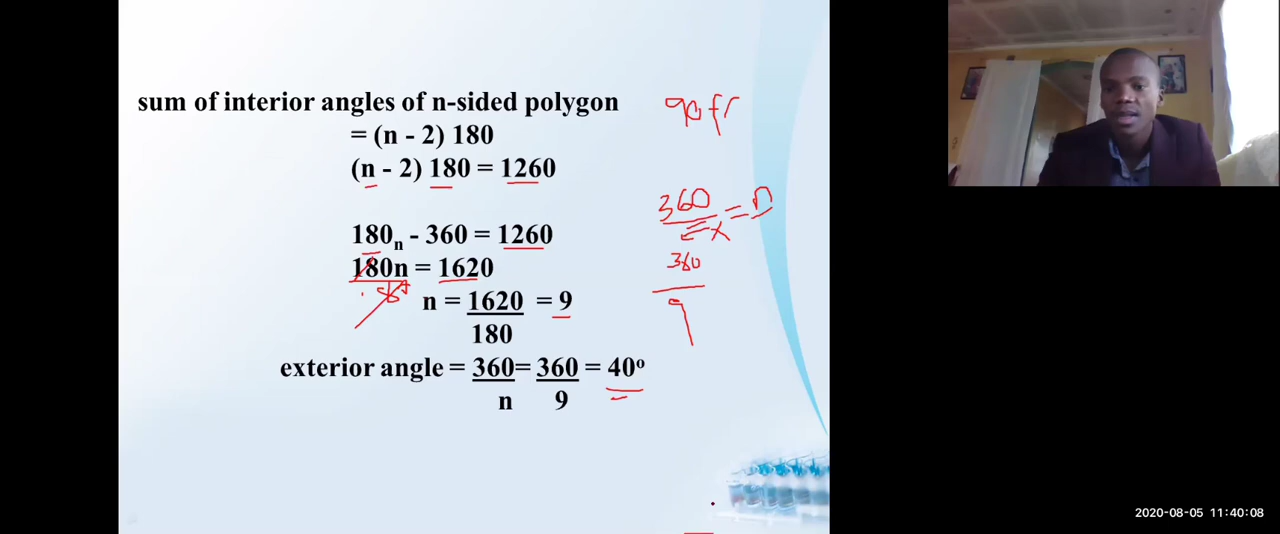 sum of interior angles of n-sided polygon
= (n - 2) 180
(n - 2) 180 = 1260
180n - 360 = 1260
180n = 1620
n = 1620 = 9
180
exterior angle = 360 = 360 = 40°
n 9
360 = n
x
360
9
2020-08-05 11:40:08